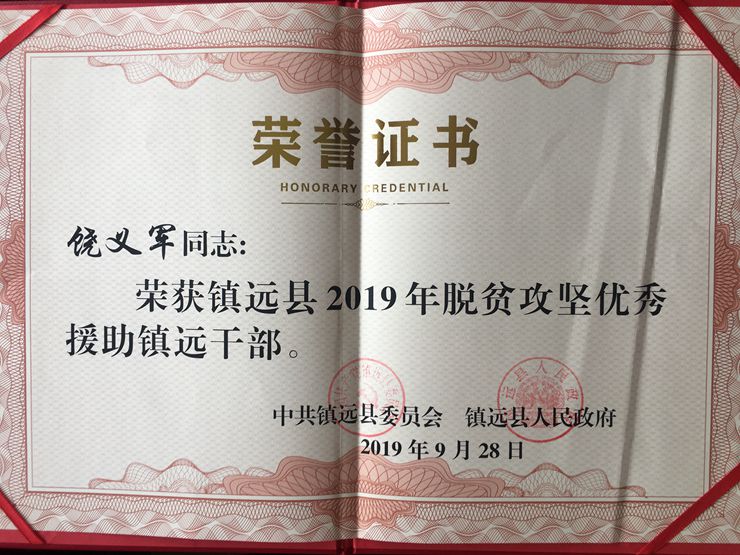 荣誉证书
HONORARY CREDENTIAL
饶义军同志:
荣获镇远县2019年脱贫攻坚优秀
援助镇远干部。
中共镇远县委员会 镇远县人民政府
2019年9月28日